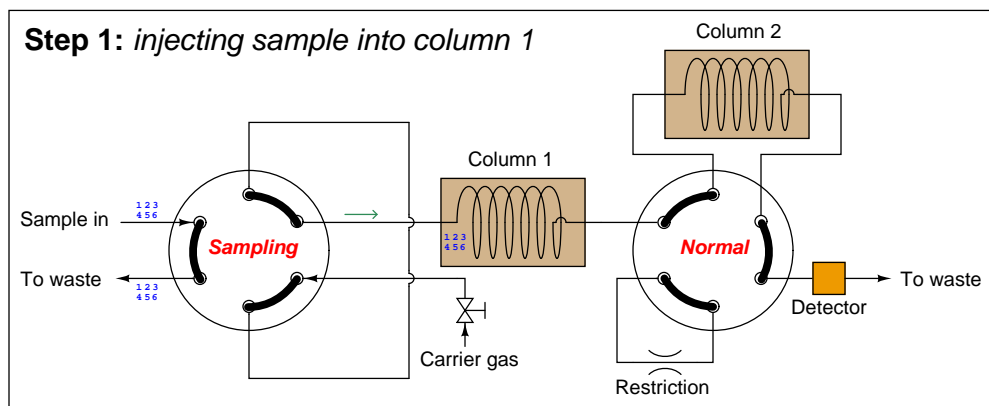 Step 1: injecting sample into column 1
Column 2
Column 1
1 2 3
4 5 6
Sample in
1 2 3
4 5 6
Sampling
Normal
To waste
1 2 3
4 5 6
To waste
Detector
Carrier gas
Restriction